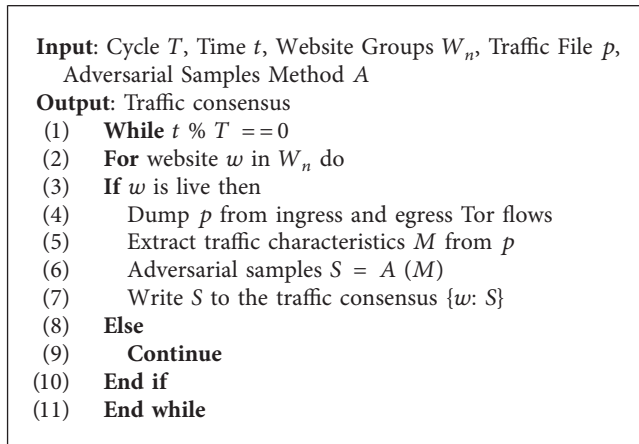 Input: Cycle T, Time t, Website Groups Wₙ, Traffic File p,
Adversarial Samples Method A
Output: Traffic consensus
(1) While t % T ==0
(2) For website w in Wₙ do
(3) If w is live then
(4) Dump p from ingress and egress Tor flows
(5) Extract traffic characteristics M from p
(6) Adversarial samples S = A (M)
(7) Write S to the traffic consensus {w: S}
(8) Else
(9) Continue
(10) End if
(11) End while